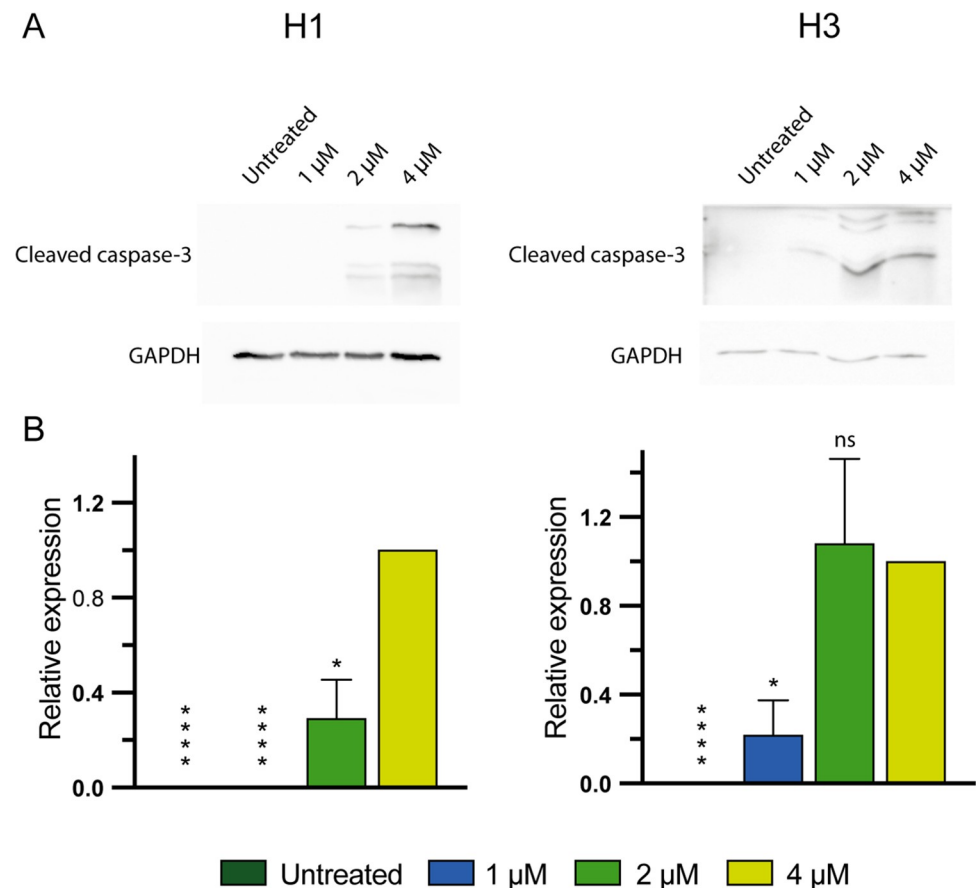 A
H1
H3
Untreated
1 µM
2 µM
4 µM
Untreated
1 µM
2 µM
4 µM
Cleaved caspase-3
Cleaved caspase-3
GAPDH
GAPDH
B
Relative expression
1.2
0.8
0.4
0.0
****
****
*
Relative expression
1.2
0.8
0.4
0.0
****
*
ns
Untreated
1 µM
2 µM
4 µM